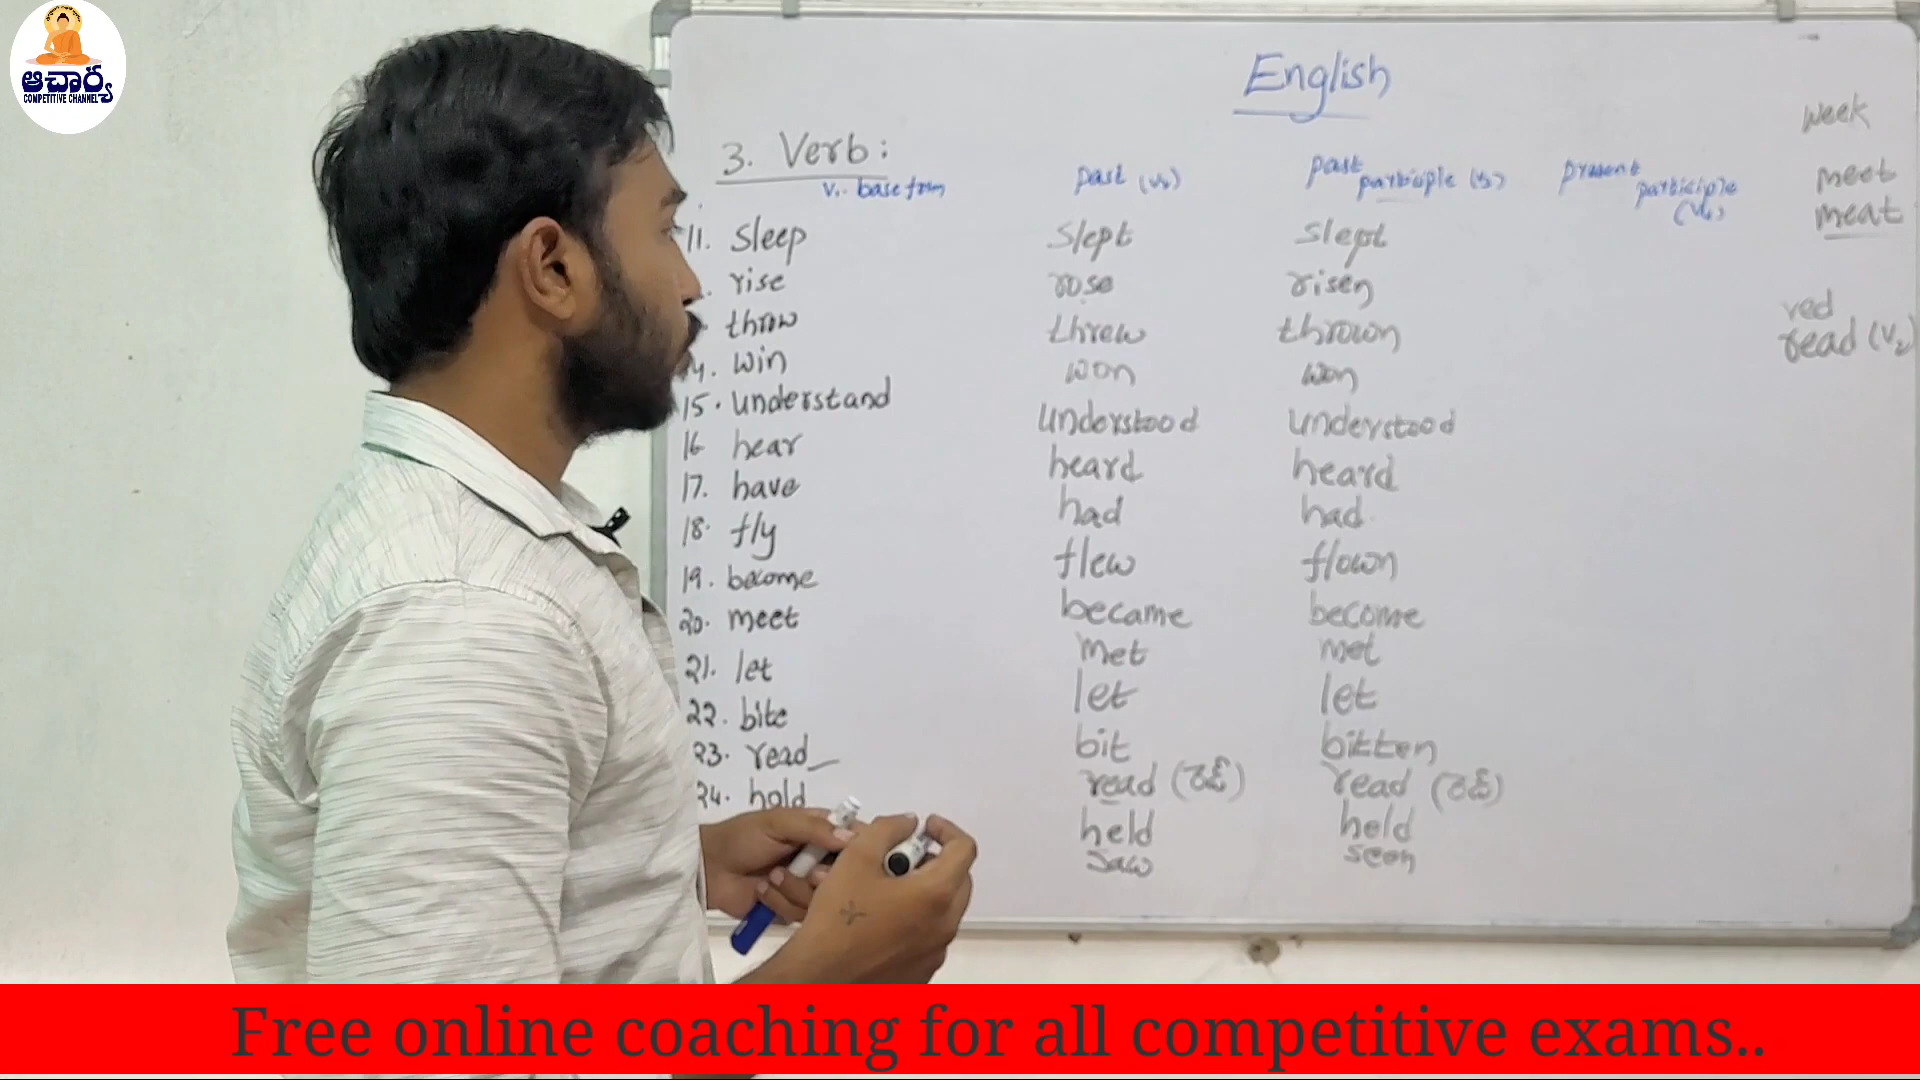 ఆచార్య
COMPETITIVE CHANNEL
English
week
3. Verb:
V₁. base form past (V₂) past participle (V₃) present participle (V₄)
meet
meat
11. sleep slept slept
rise rose risen
red
throw threw thrown
read (V₂)
14. win won won
15. understand understood understood
16 hear heard heard
17. have had had
18. fly flew flown
19. become became become
20. meet met met
21. let let let
22. bite bit bitten
23. read read (రెడ్) read (రెడ్)
24. hold held held
saw seen
Free online coaching for all competitive exams..